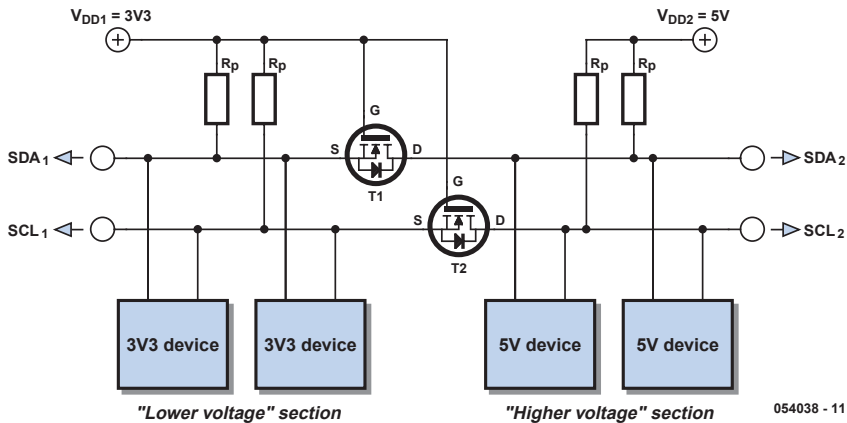 VDD1 = 3V3
VDD2 = 5V
Rp
Rp
Rp
Rp
G
SDA1
S
D
SDA2
T1
G
SCL1
S
D
SCL2
T2
3V3 device
3V3 device
5V device
5V device
"Lower voltage" section
"Higher voltage" section
054038 - 11